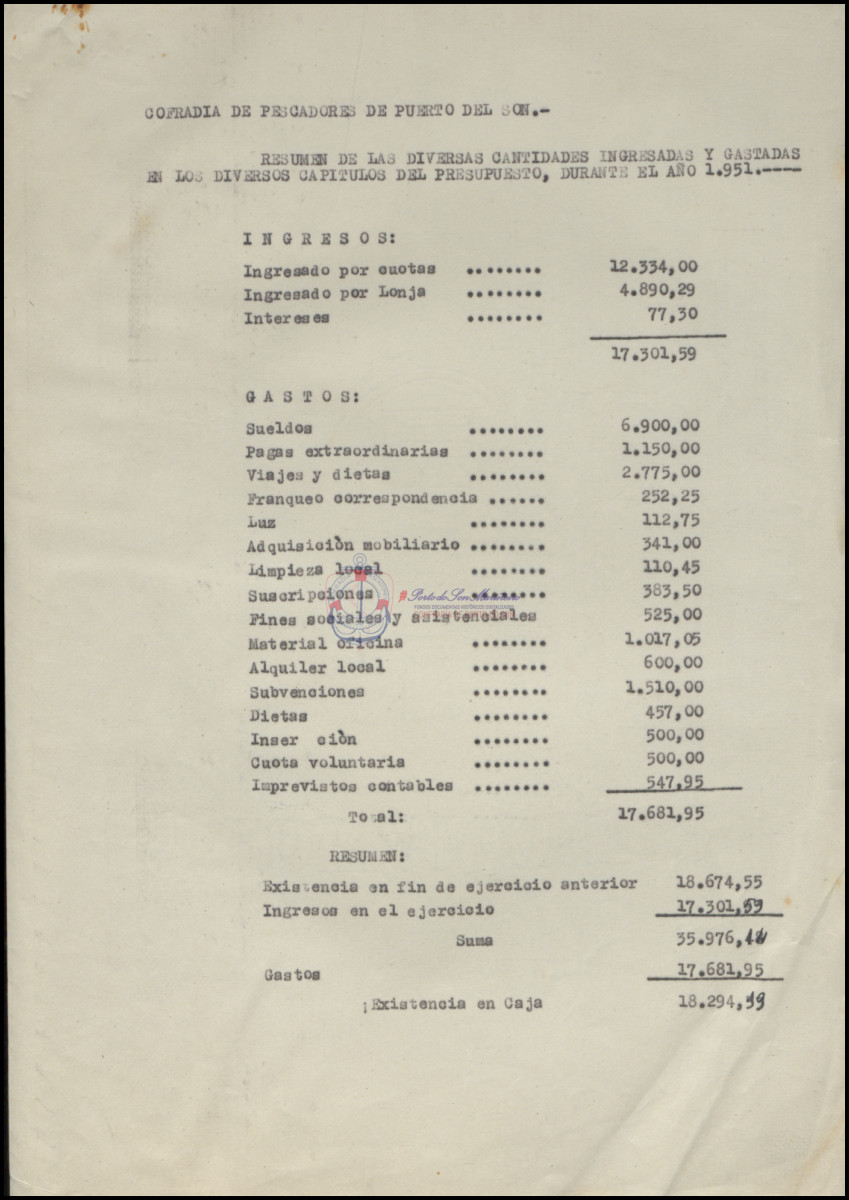 COFRADIA DE PESCADORES DE PUERTO DEL SON.-
RESUMEN DE LAS DIVERSAS CANTIDADES INGRESADAS Y GASTADAS
EN LOS DIVERSOS CAPITULOS DEL PRESUPUESTO, DURANTE EL AÑO 1.951.----
I N G R E S O S:
Ingresado por cuotas ........ 12.334,00
Ingresado por Lonja ........ 4.890,29
Intereses ........ 77,30
17.301,59
G A S T O S:
Sueldos ........ 6.900,00
Pagas extraordinarias ........ 1.150,00
Viajes y dietas ........ 2.775,00
Franqueo correspondencia ...... 252,25
Luz ........ 112,75
Adquisiciòn mobiliario ........ 341,00
Limpieza local ........ 110,45
Suscripciones ........ 383,50
Fines sociales y asistenciales 525,00
Material oficina ........ 1.017,05
Alquiler local ........ 600,00
Subvenciones ........ 1.510,00
Dietas ........ 457,00
Inser ciòn ........ 500,00
Cuota voluntaria ........ 500,00
Imprevistos contables ........ 547,95
Total: 17.681,95
RESUMEN:
Existencia en fin de ejercicio anterior 18.674,55
Ingresos en el ejercicio 17.301,59
Suma 35.976,14
Gastos 17.681,95
¡Existencia en Caja 18.294,19